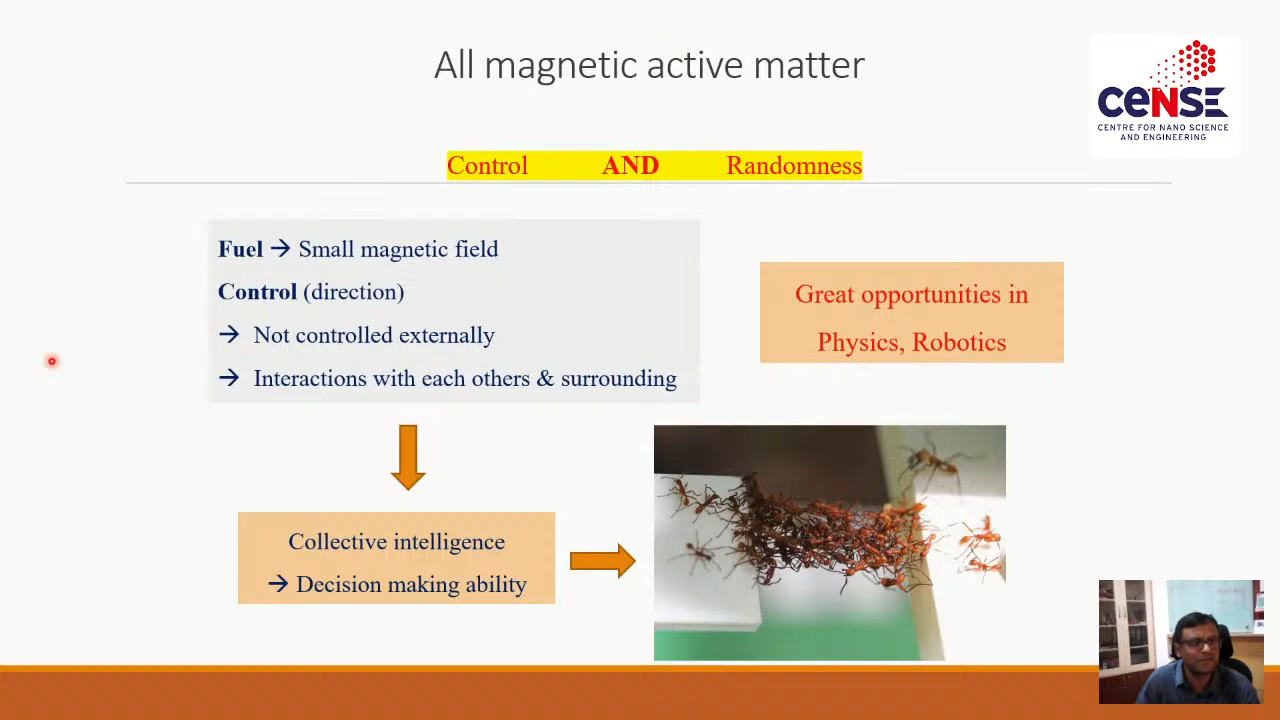 All magnetic active matter
ceNSE
CENTRE FOR NANO SCIENCE
AND ENGINEERING
Control AND Randomness
Fuel → Small magnetic field
Control (direction)
→ Not controlled externally
→ Interactions with each others & surrounding
Great opportunities in
Physics, Robotics
Collective intelligence
→ Decision making ability